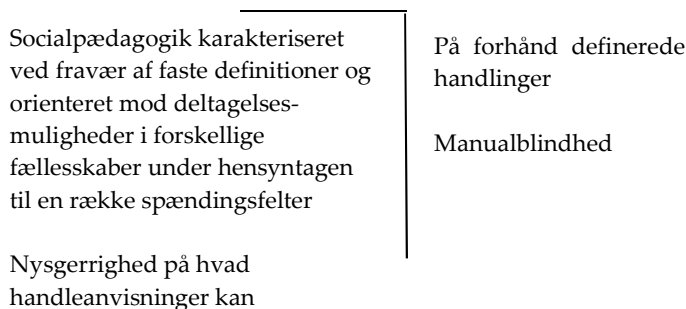 Socialpædagogik karakteriseret
ved fravær af faste definitioner og
orienteret mod deltagelses-
muligheder i forskellige
fællesskaber under hensyntagen
til en række spændingsfelter
Nysgerrighed på hvad
handleanvisninger kan
På forhånd definerede
handlinger
Manualblindhed